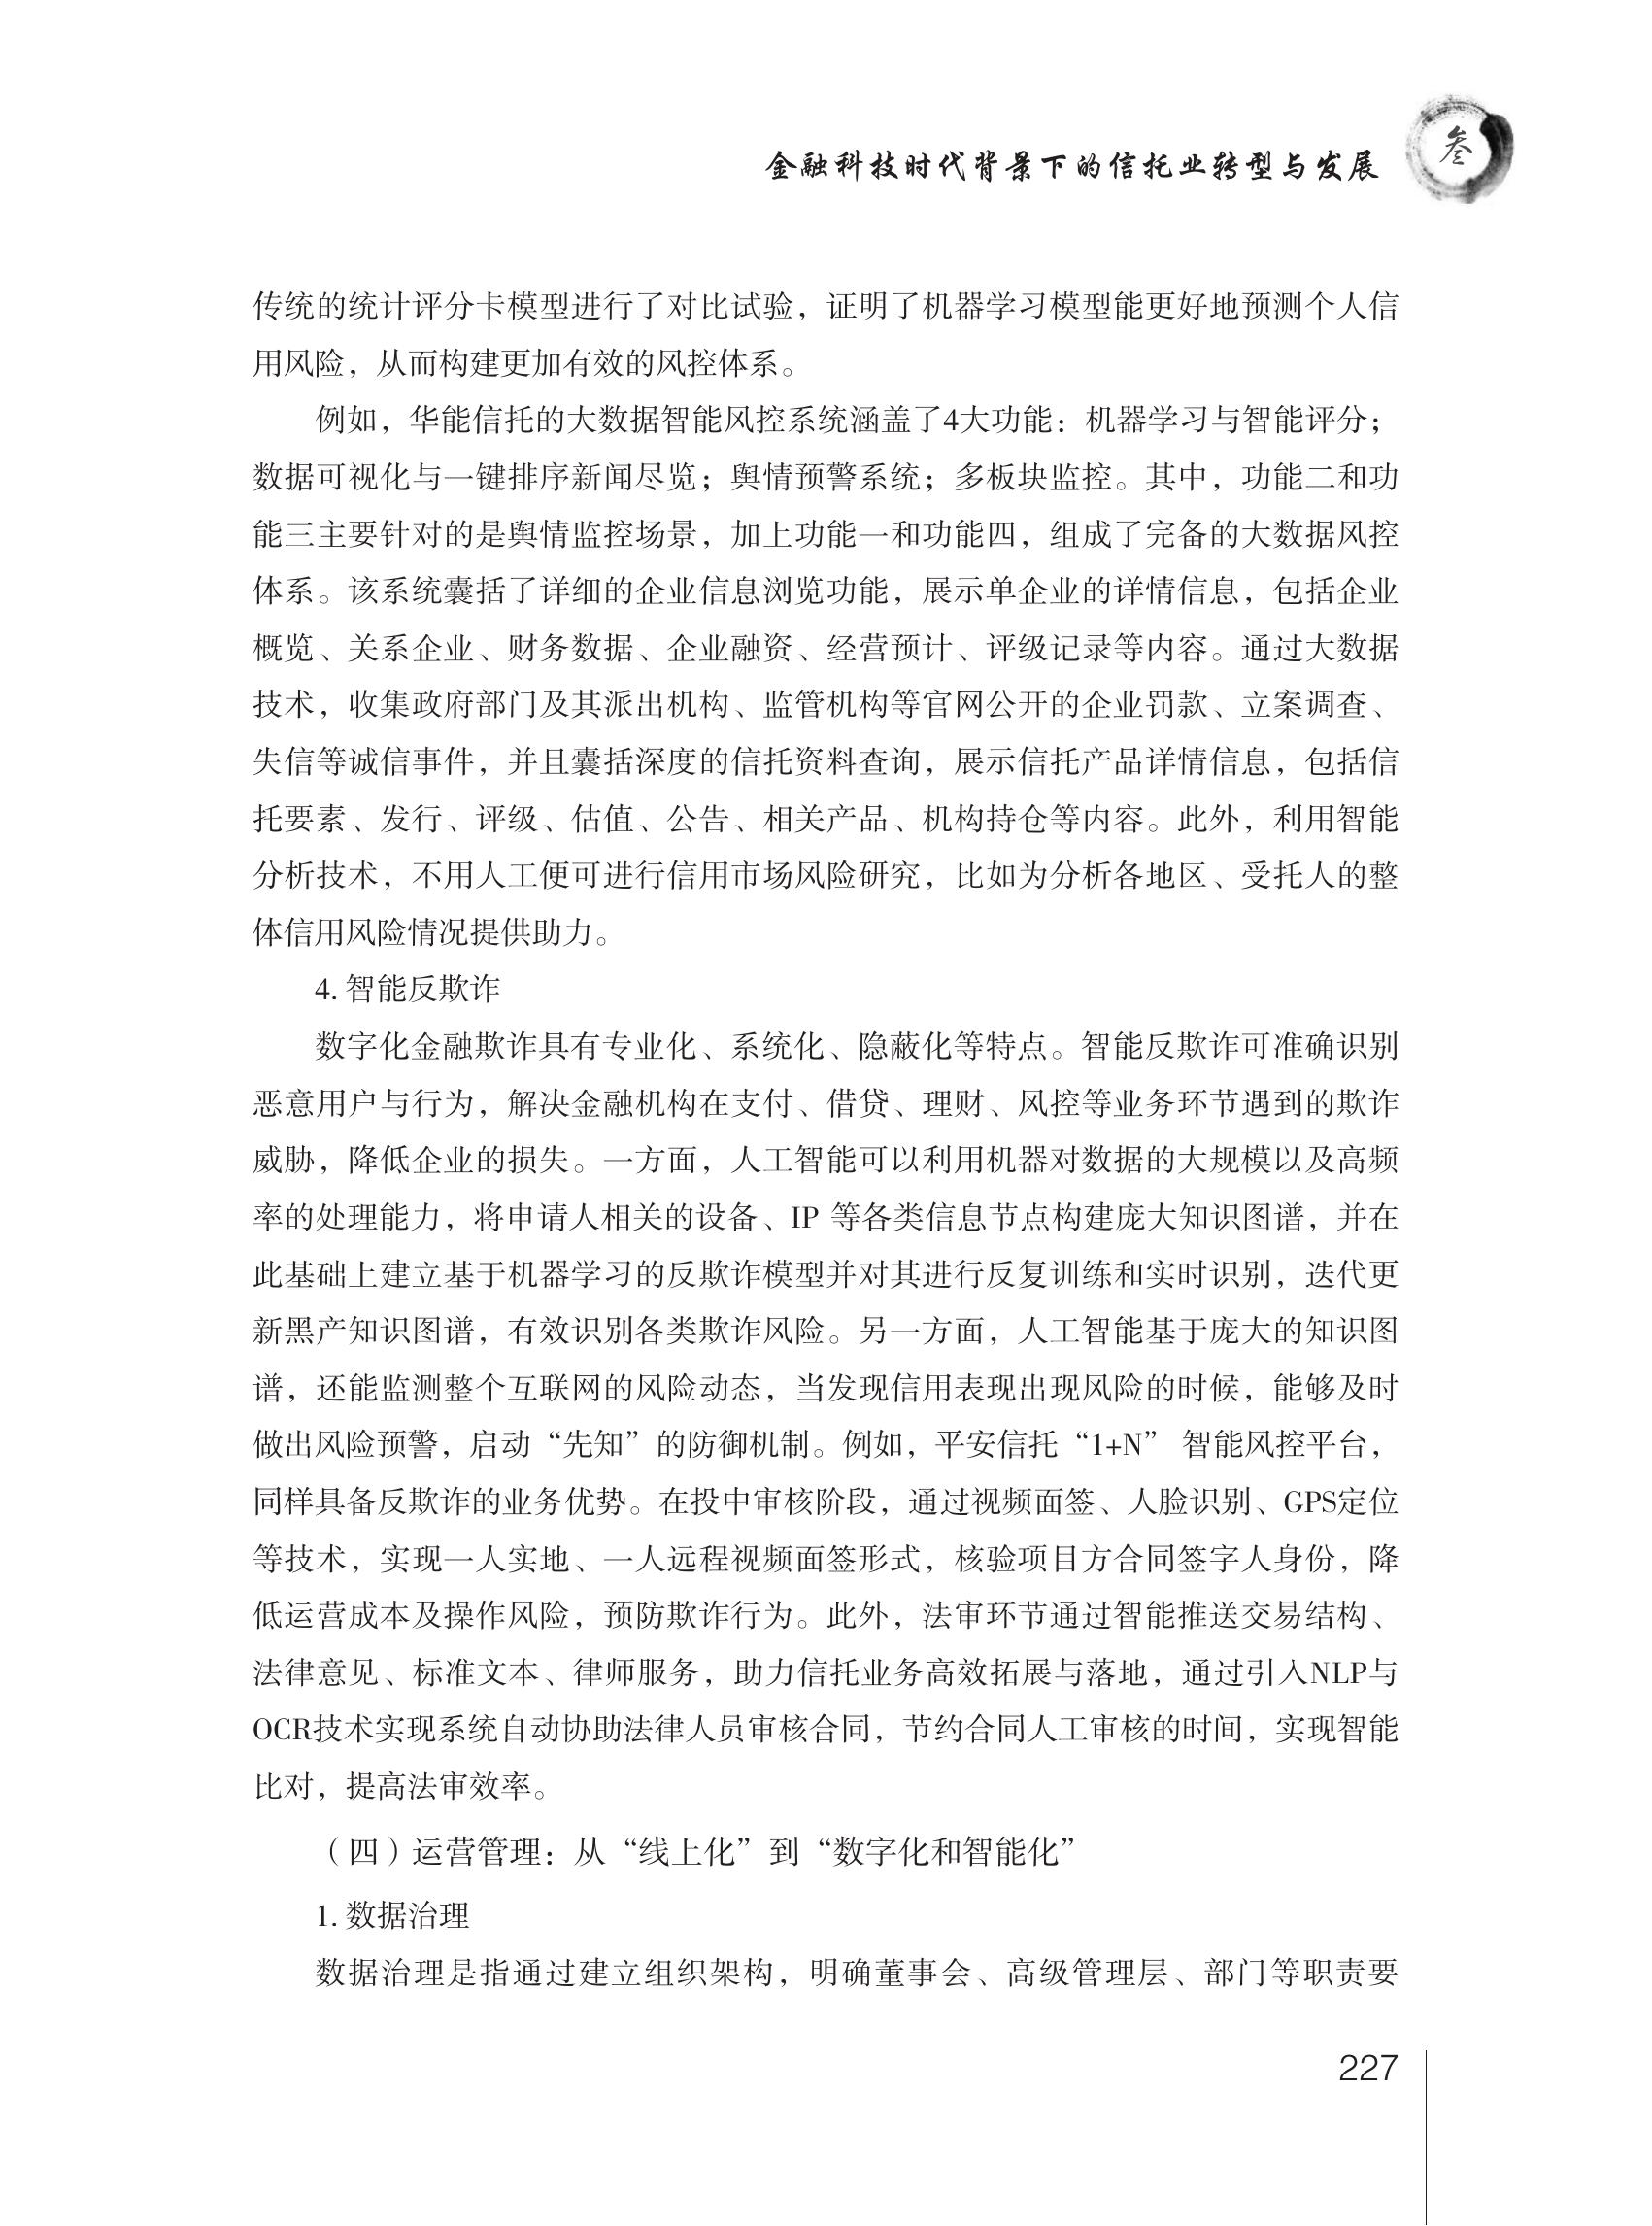 金融科技时代背景下的信托业转型与发展
叁
传统的统计评分卡模型进行了对比试验，证明了机器学习模型能更好地预测个人信
用风险，从而构建更加有效的风控体系。
例如，华能信托的大数据智能风控系统涵盖了4大功能：机器学习与智能评分；
数据可视化与一键排序新闻尽览；舆情预警系统；多板块监控。其中，功能二和功
能三主要针对的是舆情监控场景，加上功能一和功能四，组成了完备的大数据风控
体系。该系统囊括了详细的企业信息浏览功能，展示单企业的详情信息，包括企业
概览、关系企业、财务数据、企业融资、经营预计、评级记录等内容。通过大数据
技术，收集政府部门及其派出机构、监管机构等官网公开的企业罚款、立案调查、
失信等诚信事件，并且囊括深度的信托资料查询，展示信托产品详情信息，包括信
托要素、发行、评级、估值、公告、相关产品、机构持仓等内容。此外，利用智能
分析技术，不用人工便可进行信用市场风险研究，比如为分析各地区、受托人的整
体信用风险情况提供助力。
4. 智能反欺诈
数字化金融欺诈具有专业化、系统化、隐蔽化等特点。智能反欺诈可准确识别
恶意用户与行为，解决金融机构在支付、借贷、理财、风控等业务环节遇到的欺诈
威胁，降低企业的损失。一方面，人工智能可以利用机器对数据的大规模以及高频
率的处理能力，将申请人相关的设备、IP 等各类信息节点构建庞大知识图谱，并在
此基础上建立基于机器学习的反欺诈模型并对其进行反复训练和实时识别，迭代更
新黑产知识图谱，有效识别各类欺诈风险。另一方面，人工智能基于庞大的知识图
谱，还能监测整个互联网的风险动态，当发现信用表现出现风险的时候，能够及时
做出风险预警，启动“先知”的防御机制。例如，平安信托“1+N” 智能风控平台，
同样具备反欺诈的业务优势。在投中审核阶段，通过视频面签、人脸识别、GPS定位
等技术，实现一人实地、一人远程视频面签形式，核验项目方合同签字人身份，降
低运营成本及操作风险，预防欺诈行为。此外，法审环节通过智能推送交易结构、
法律意见、标准文本、律师服务，助力信托业务高效拓展与落地，通过引入NLP与
OCR技术实现系统自动协助法律人员审核合同，节约合同人工审核的时间，实现智能
比对，提高法审效率。
（四）运营管理：从“线上化”到“数字化和智能化”
1. 数据治理
数据治理是指通过建立组织架构，明确董事会、高级管理层、部门等职责要
227